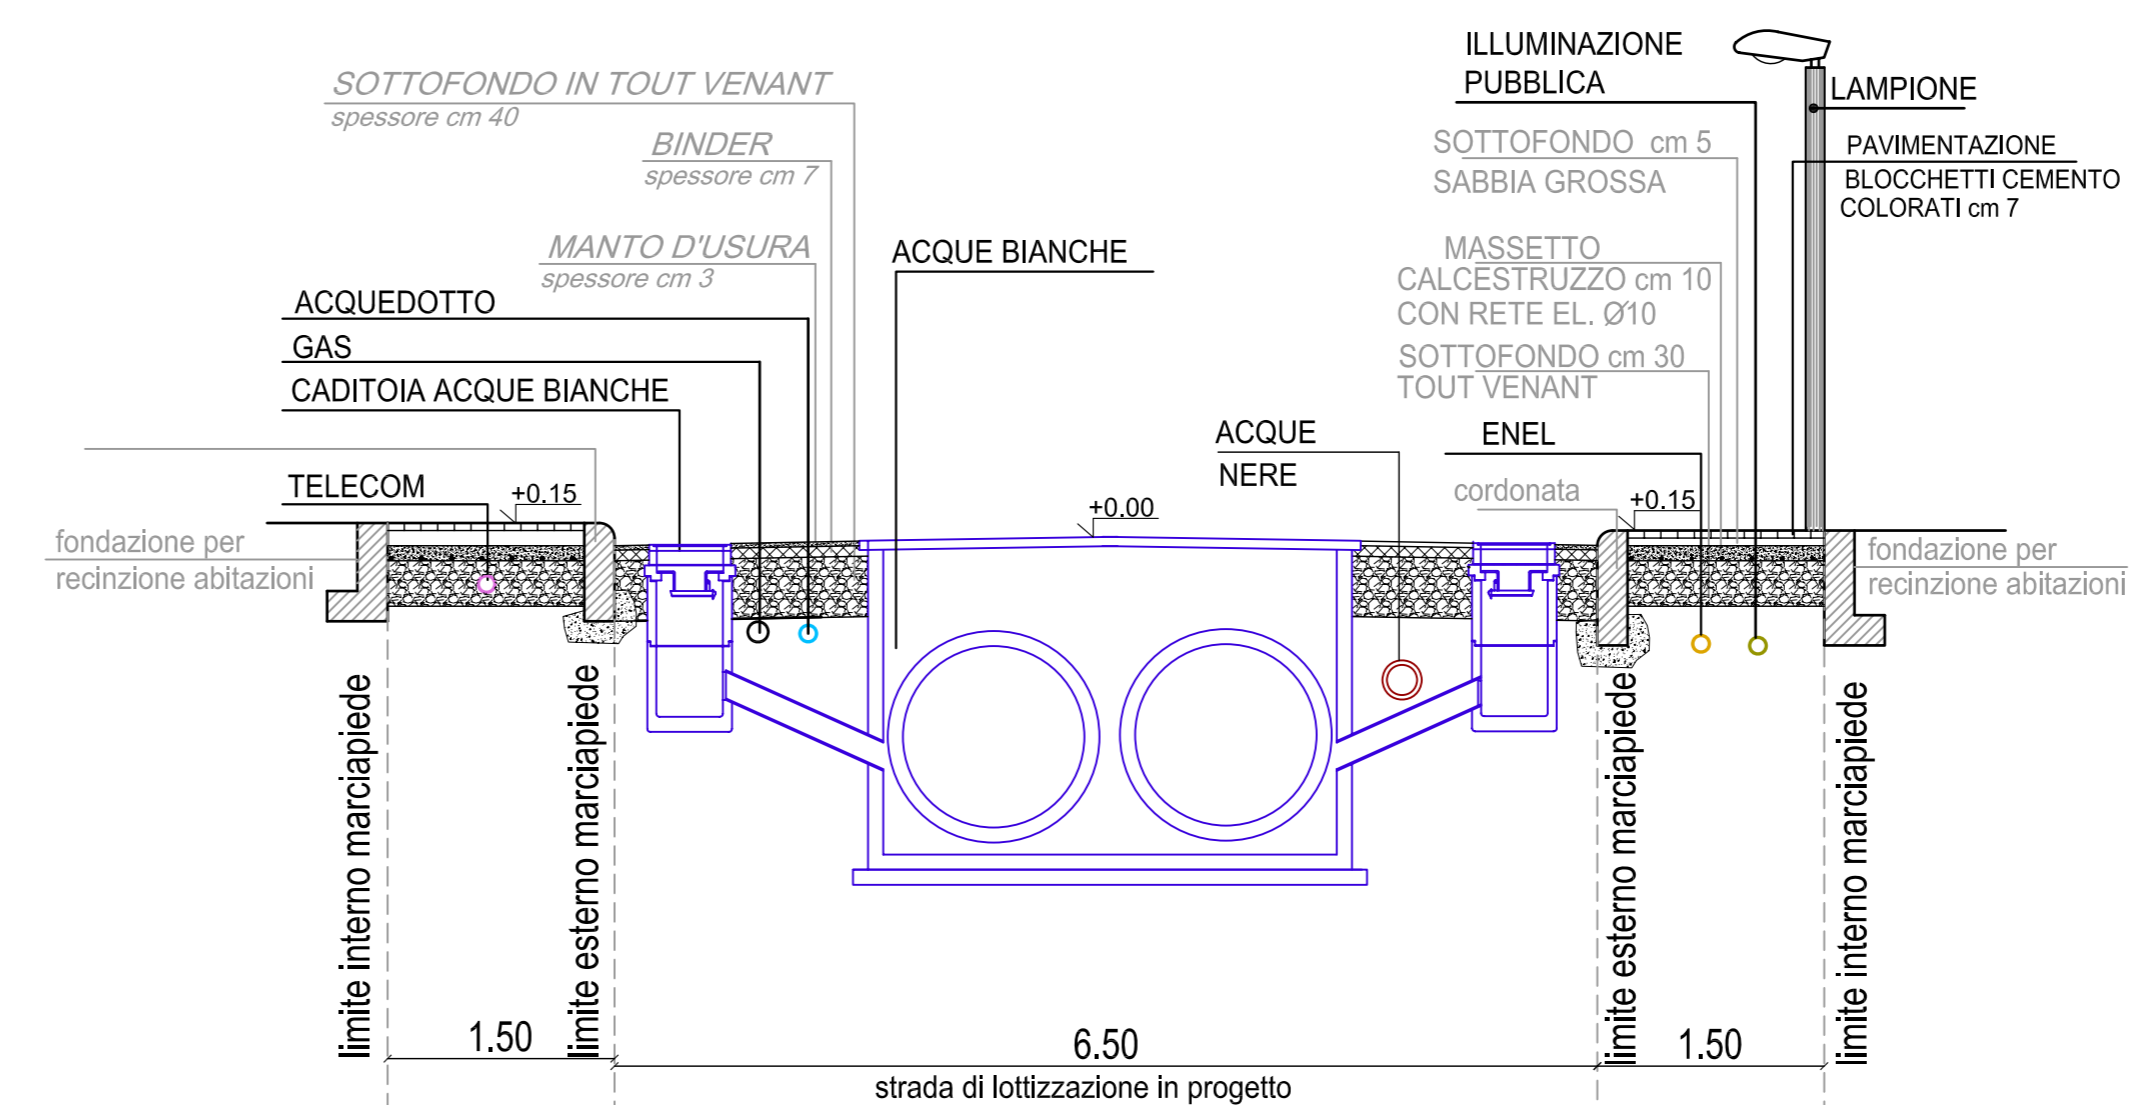 ILLUMINAZIONE
PUBBLICA
LAMPIONE
SOTTOFONDO IN TOUT VENANT
spessore cm 40
BINDER
spessore cm 7
SOTTOFONDO cm 5
SABBIA GROSSA
PAVIMENTAZIONE
BLOCCHETTI CEMENTO
COLORATI cm 7
MANTO D'USURA
spessore cm 3
ACQUE BIANCHE
MASSETTO
CALCESTRUZZO cm 10
CON RETE EL. Ø10
ACQUEDOTTO
GAS
CADITOIA ACQUE BIANCHE
SOTTOFONDO cm 30
TOUT VENANT
ACQUE
NERE
ENEL
TELECOM
+0.15
+0.00
cordonata
+0.15
fondazione per
recinzione abitazioni
fondazione per
recinzione abitazioni
limite interno marciapiede
limite esterno marciapiede
limite esterno marciapiede
limite interno marciapiede
1.50
6.50
1.50
strada di lottizzazione in progetto